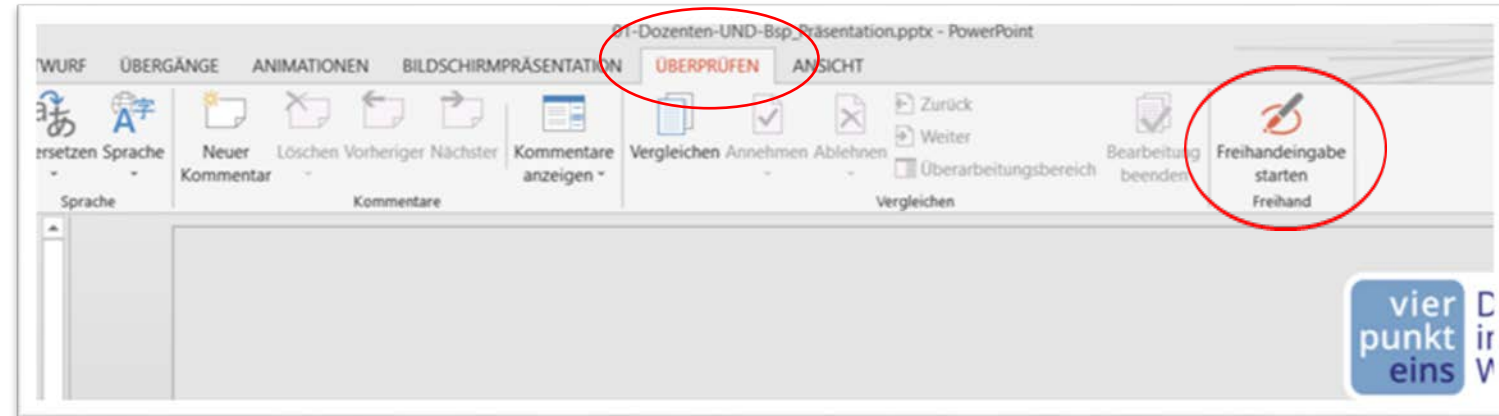 01-Dozenten-UND-Bsp_Präsentation.pptx - PowerPoint
TWURF ÜBERGÄNGE ANIMATIONEN BILDSCHIRMPRÄSENTATION ÜBERPRÜFEN ANSICHT
ersetzen Sprache
Sprache
Neuer Kommentar
Löschen Vorheriger Nächster
Kommentare anzeigen
Kommentare
Vergleichen Annehmen Ablehnen
Zurück
Weiter
Überarbeitungsbereich
Bearbeitung beenden
Vergleichen
Freihandeingabe starten
Freihand
vier
punkt
eins